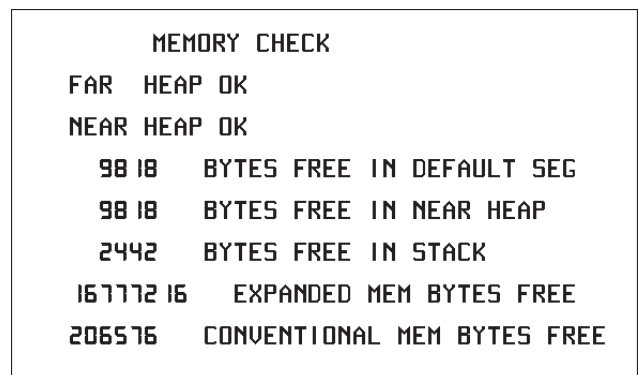 MEMORY CHECK
FAR HEAP OK
NEAR HEAP OK
9818 BYTES FREE IN DEFAULT SEG
9818 BYTES FREE IN NEAR HEAP
2442 BYTES FREE IN STACK
16777216 EXPANDED MEM BYTES FREE
206576 CONVENTIONAL MEM BYTES FREE